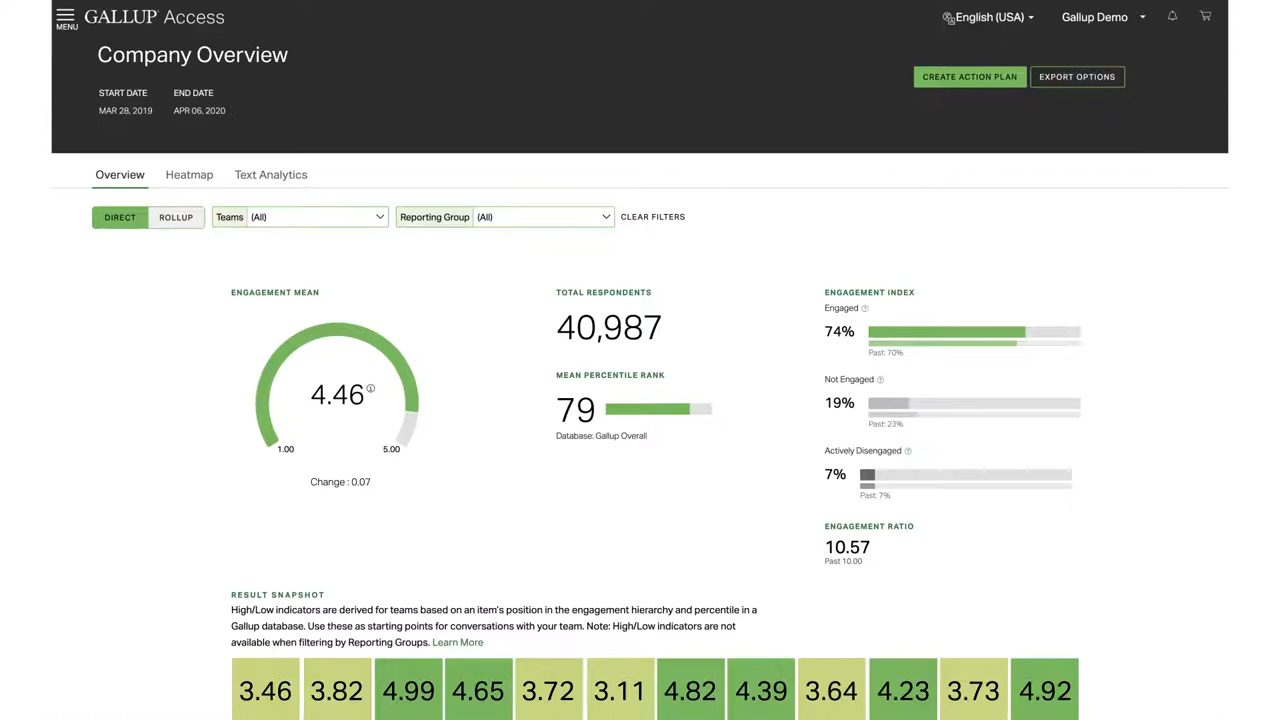 MENU
GALLUP® Access
English (USA)
Gallup Demo
Company Overview
START DATE
END DATE
MAR 28, 2019
APR 06, 2020
CREATE ACTION PLAN
EXPORT OPTIONS
Overview
Heatmap
Text Analytics
DIRECT
ROLLUP
Teams (All)
Reporting Group (All)
CLEAR FILTERS
ENGAGEMENT MEAN
4.46
1.00
5.00
Change : 0.07
TOTAL RESPONDENTS
40,987
MEAN PERCENTILE RANK
79
Database: Gallup Overall
ENGAGEMENT INDEX
Engaged
74%
Past: 70%
Not Engaged
19%
Past: 23%
Actively Disengaged
7%
Past: 7%
ENGAGEMENT RATIO
10.57
Past 10.00
RESULT SNAPSHOT
High/Low indicators are derived for teams based on an item's position in the engagement hierarchy and percentile in a
Gallup database. Use these as starting points for conversations with your team. Note: High/Low indicators are not
available when filtering by Reporting Groups. Learn More
3.46 3.82 4.99 4.65 3.72 3.11 4.82 4.39 3.64 4.23 3.73 4.92